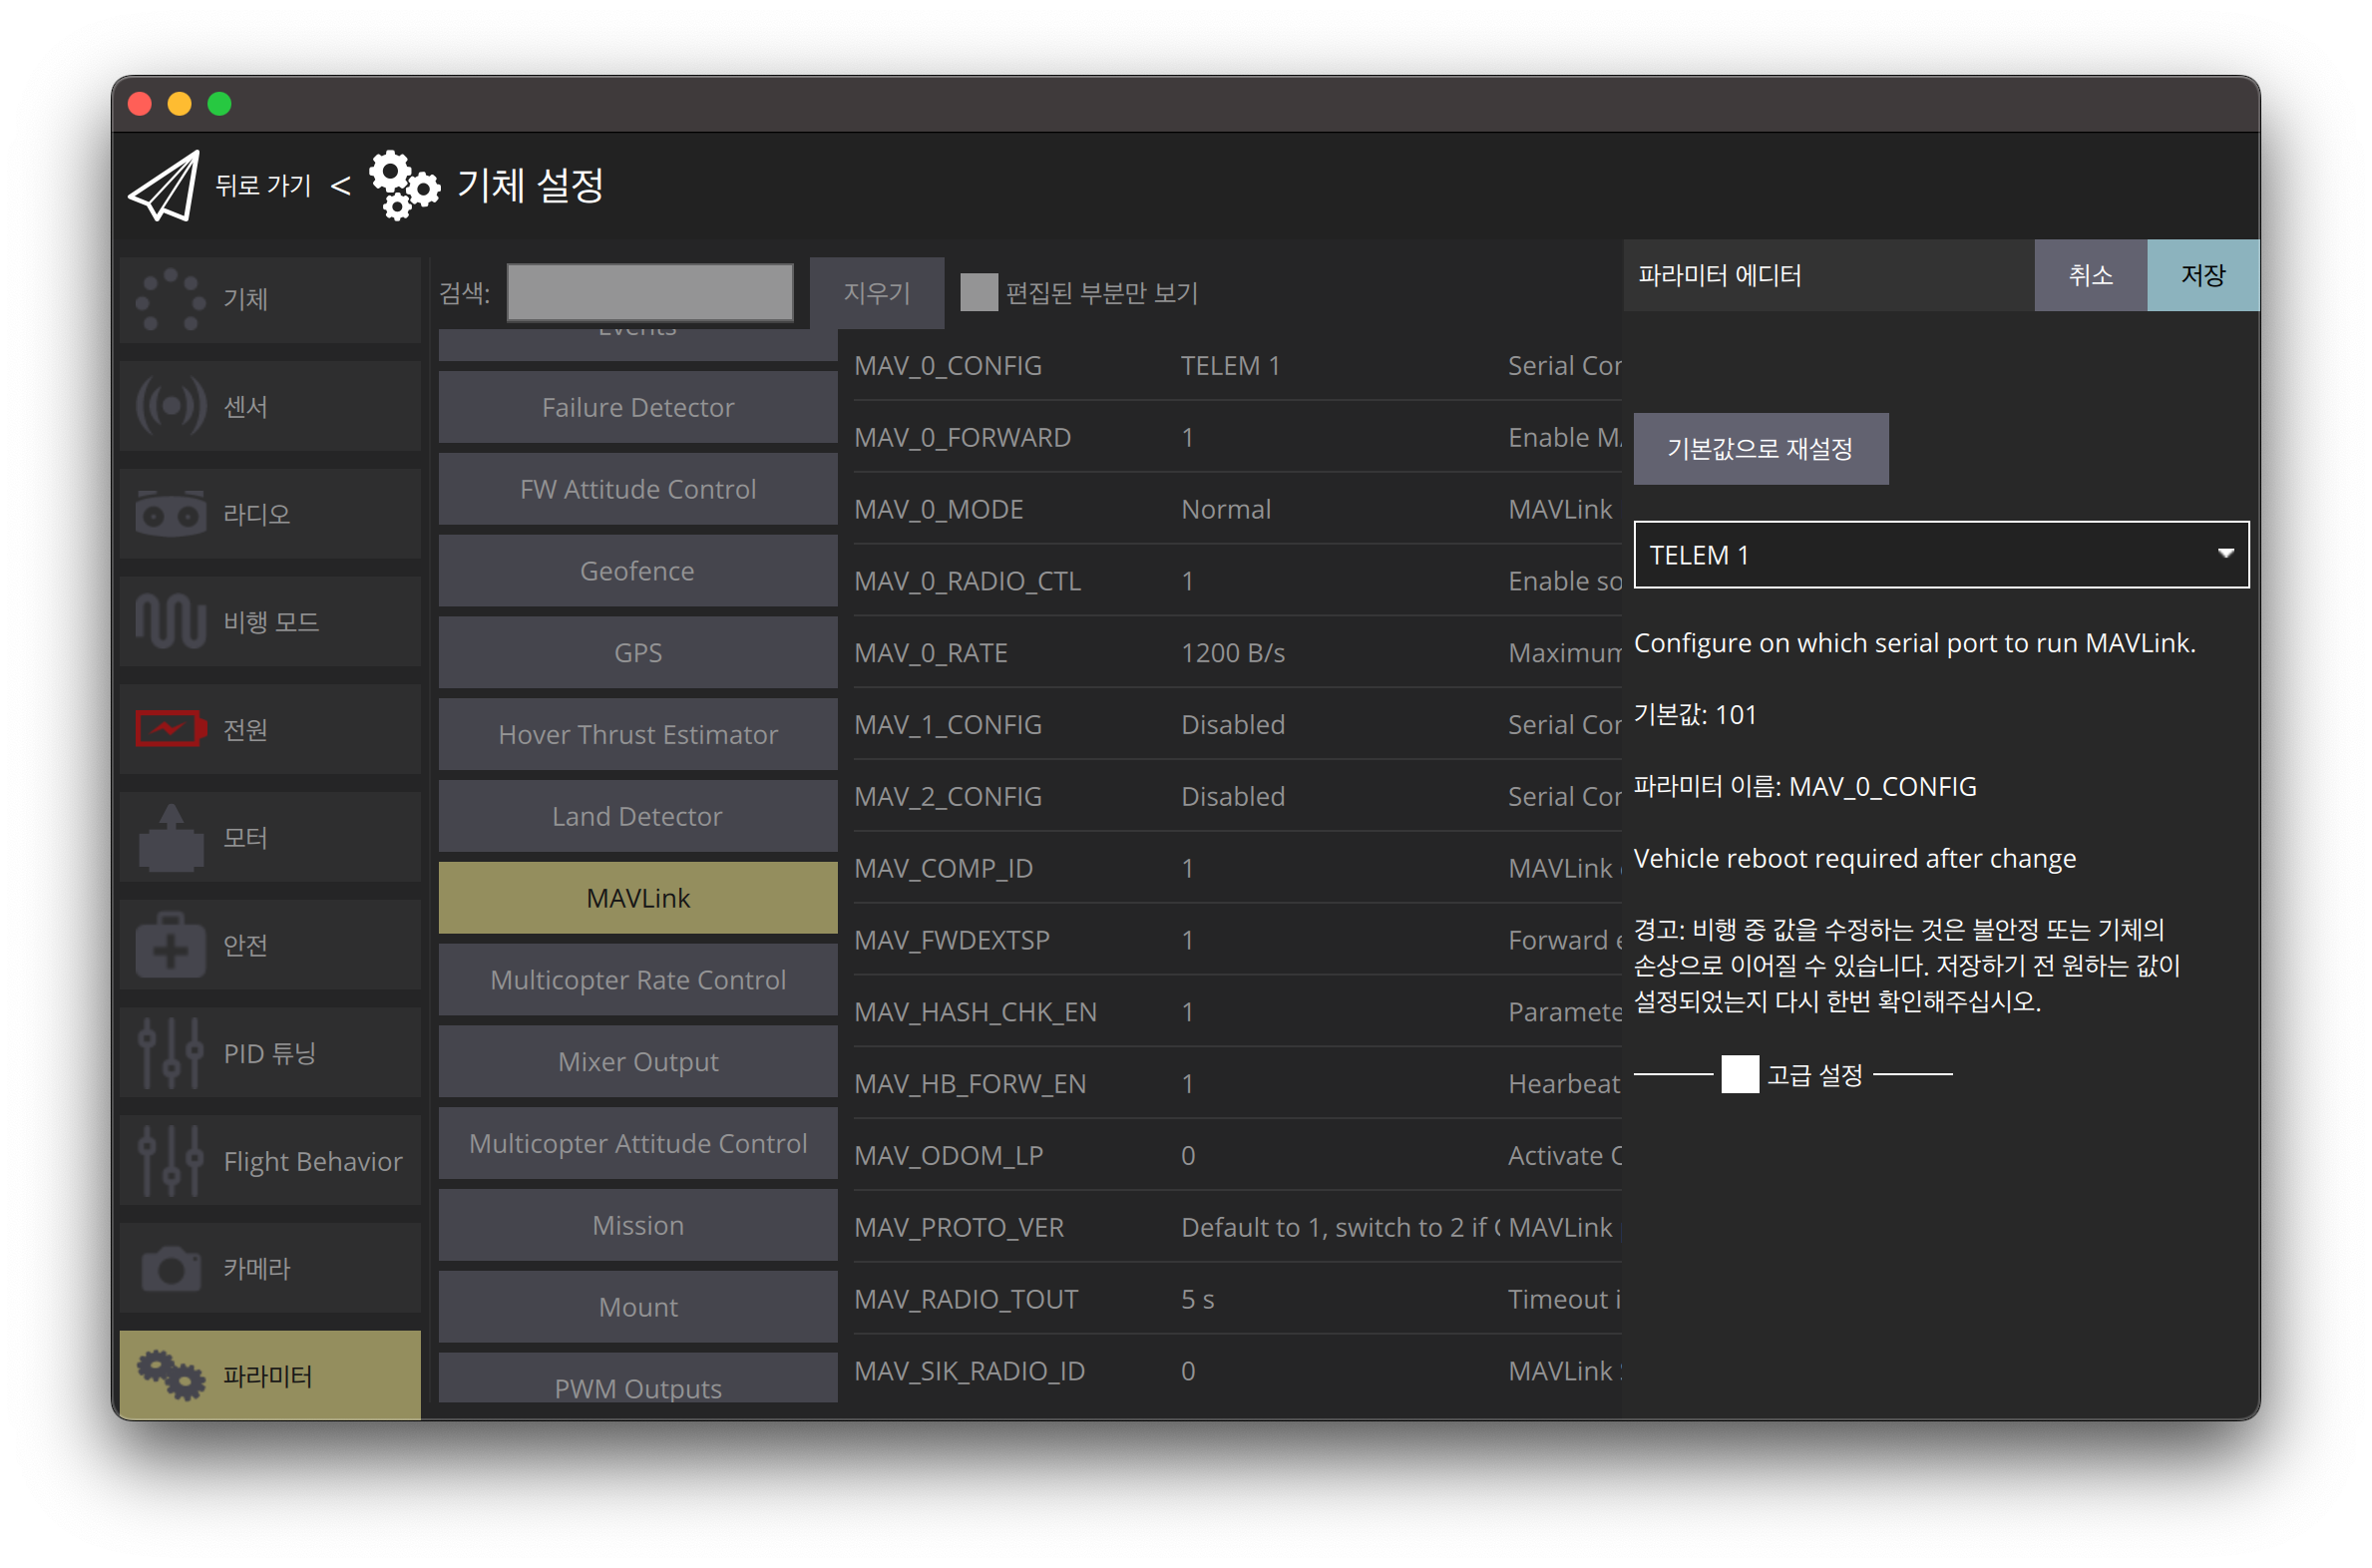 뒤로 가기 < 기체 설정
기체
센서
라디오
비행 모드
전원
모터
안전
PID 튜닝
Flight Behavior
카메라
파라미터
검색:
지우기
편집된 부분만 보기
Events
Failure Detector
FW Attitude Control
Geofence
GPS
Hover Thrust Estimator
Land Detector
MAVLink
Multicopter Rate Control
Mixer Output
Multicopter Attitude Control
Mission
Mount
PWM Outputs
MAV_0_CONFIG TELEM 1 Serial Cor
MAV_0_FORWARD 1 Enable MA
MAV_0_MODE Normal MAVLink
MAV_0_RADIO_CTL 1 Enable so
MAV_0_RATE 1200 B/s Maximum
MAV_1_CONFIG Disabled Serial Cor
MAV_2_CONFIG Disabled Serial Cor
MAV_COMP_ID 1 MAVLink
MAV_FWDEXTSP 1 Forward e
MAV_HASH_CHK_EN 1 Paramete
MAV_HB_FORW_EN 1 Hearbeat
MAV_ODOM_LP 0 Activate
MAV_PROTO_VER Default to 1, switch to 2 if MAVLink
MAV_RADIO_TOUT 5 s Timeout i
MAV_SIK_RADIO_ID 0 MAVLink
파라미터 에디터
취소
저장
기본값으로 재설정
TELEM 1
Configure on which serial port to run MAVLink.
기본값: 101
파라미터 이름: MAV_0_CONFIG
Vehicle reboot required after change
경고: 비행 중 값을 수정하는 것은 불안정 또는 기체의
손상으로 이어질 수 있습니다. 저장하기 전 원하는 값이
설정되었는지 다시 한번 확인해주십시오.
고급 설정